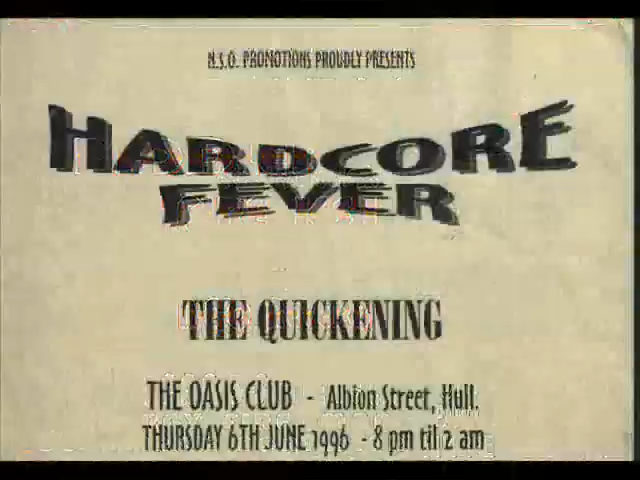 N.S.O. PROMOTIONS PROUDLY PRESENTS
HARDCORE
FEVER
THE QUICKENING
THE OASIS CLUB - Albion Street, Hull.
THURSDAY 6TH JUNE 1996 - 8 pm til 2 am